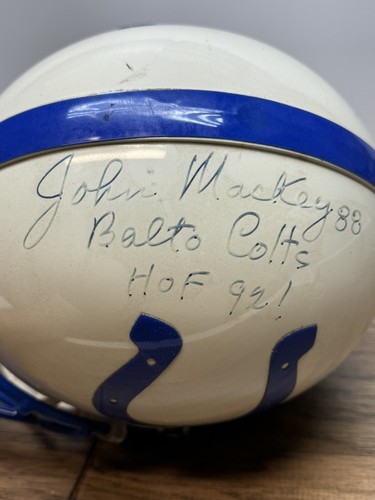 John Mackey 88
Balto Colts
HOF 92!